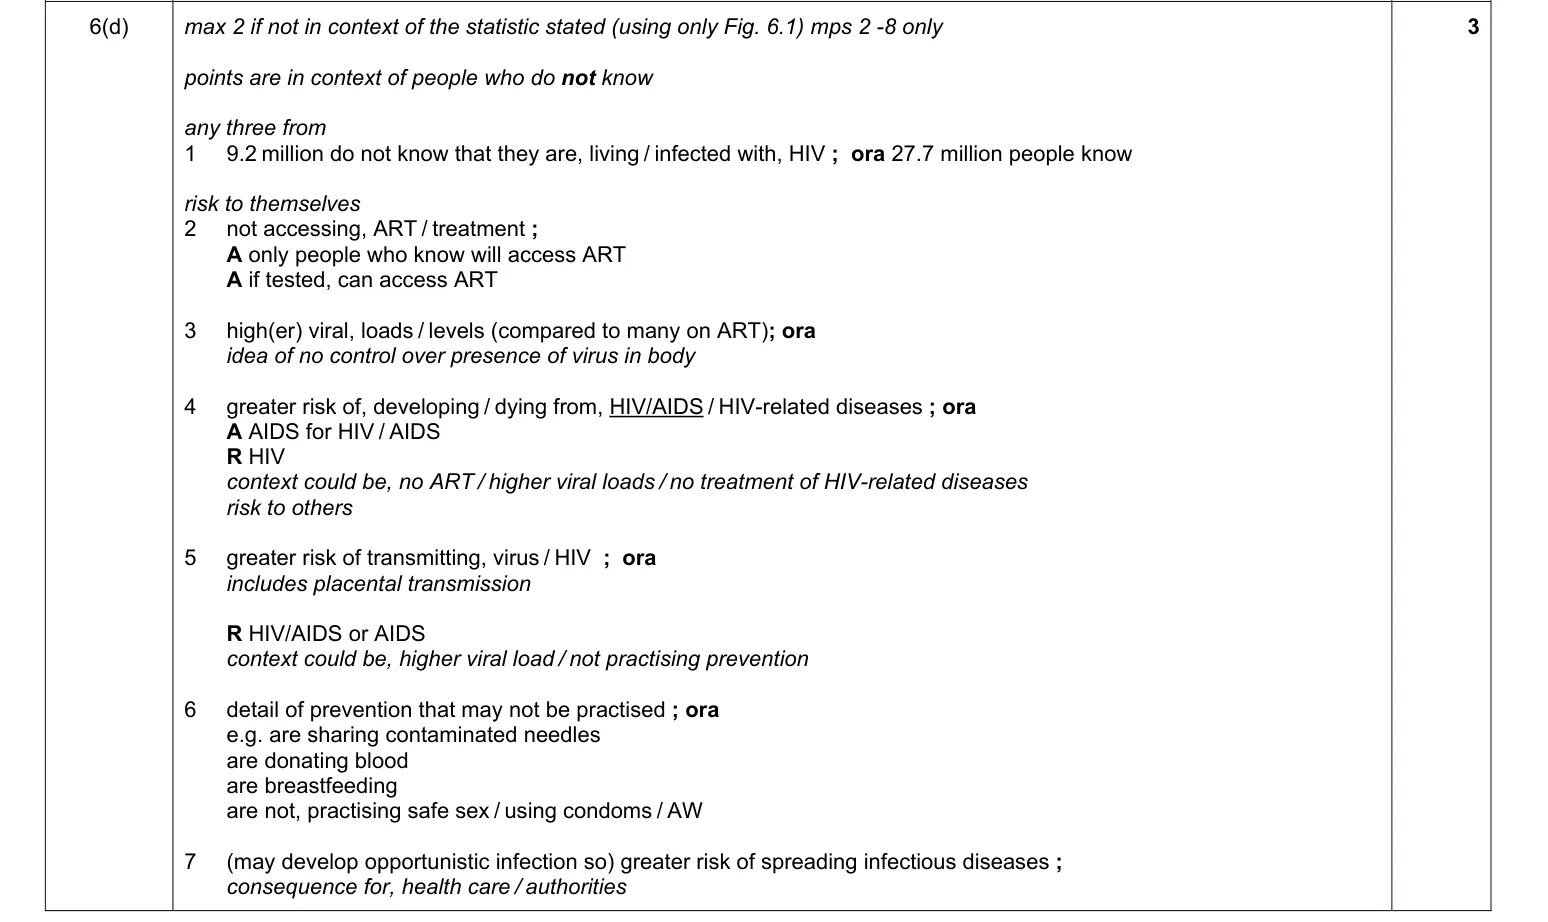 6(d) max 2 if not in context of the statistic stated (using only Fig. 6.1) mps 2 -8 only 3
points are in context of people who do not know
any three from
1 9.2 million do not know that they are, living / infected with, HIV ; ora 27.7 million people know
risk to themselves
2 not accessing, ART / treatment ;
A only people who know will access ART
A if tested, can access ART
3 high(er) viral, loads / levels (compared to many on ART); ora
idea of no control over presence of virus in body
4 greater risk of, developing / dying from, HIV/AIDS / HIV-related diseases ; ora
A AIDS for HIV / AIDS
R HIV
context could be, no ART / higher viral loads / no treatment of HIV-related diseases
risk to others
5 greater risk of transmitting, virus / HIV ; ora
includes placental transmission
R HIV/AIDS or AIDS
context could be, higher viral load / not practising prevention
6 detail of prevention that may not be practised ; ora
e.g. are sharing contaminated needles
are donating blood
are breastfeeding
are not, practising safe sex / using condoms / AW
7 (may develop opportunistic infection so) greater risk of spreading infectious diseases ;
consequence for, health care / authorities